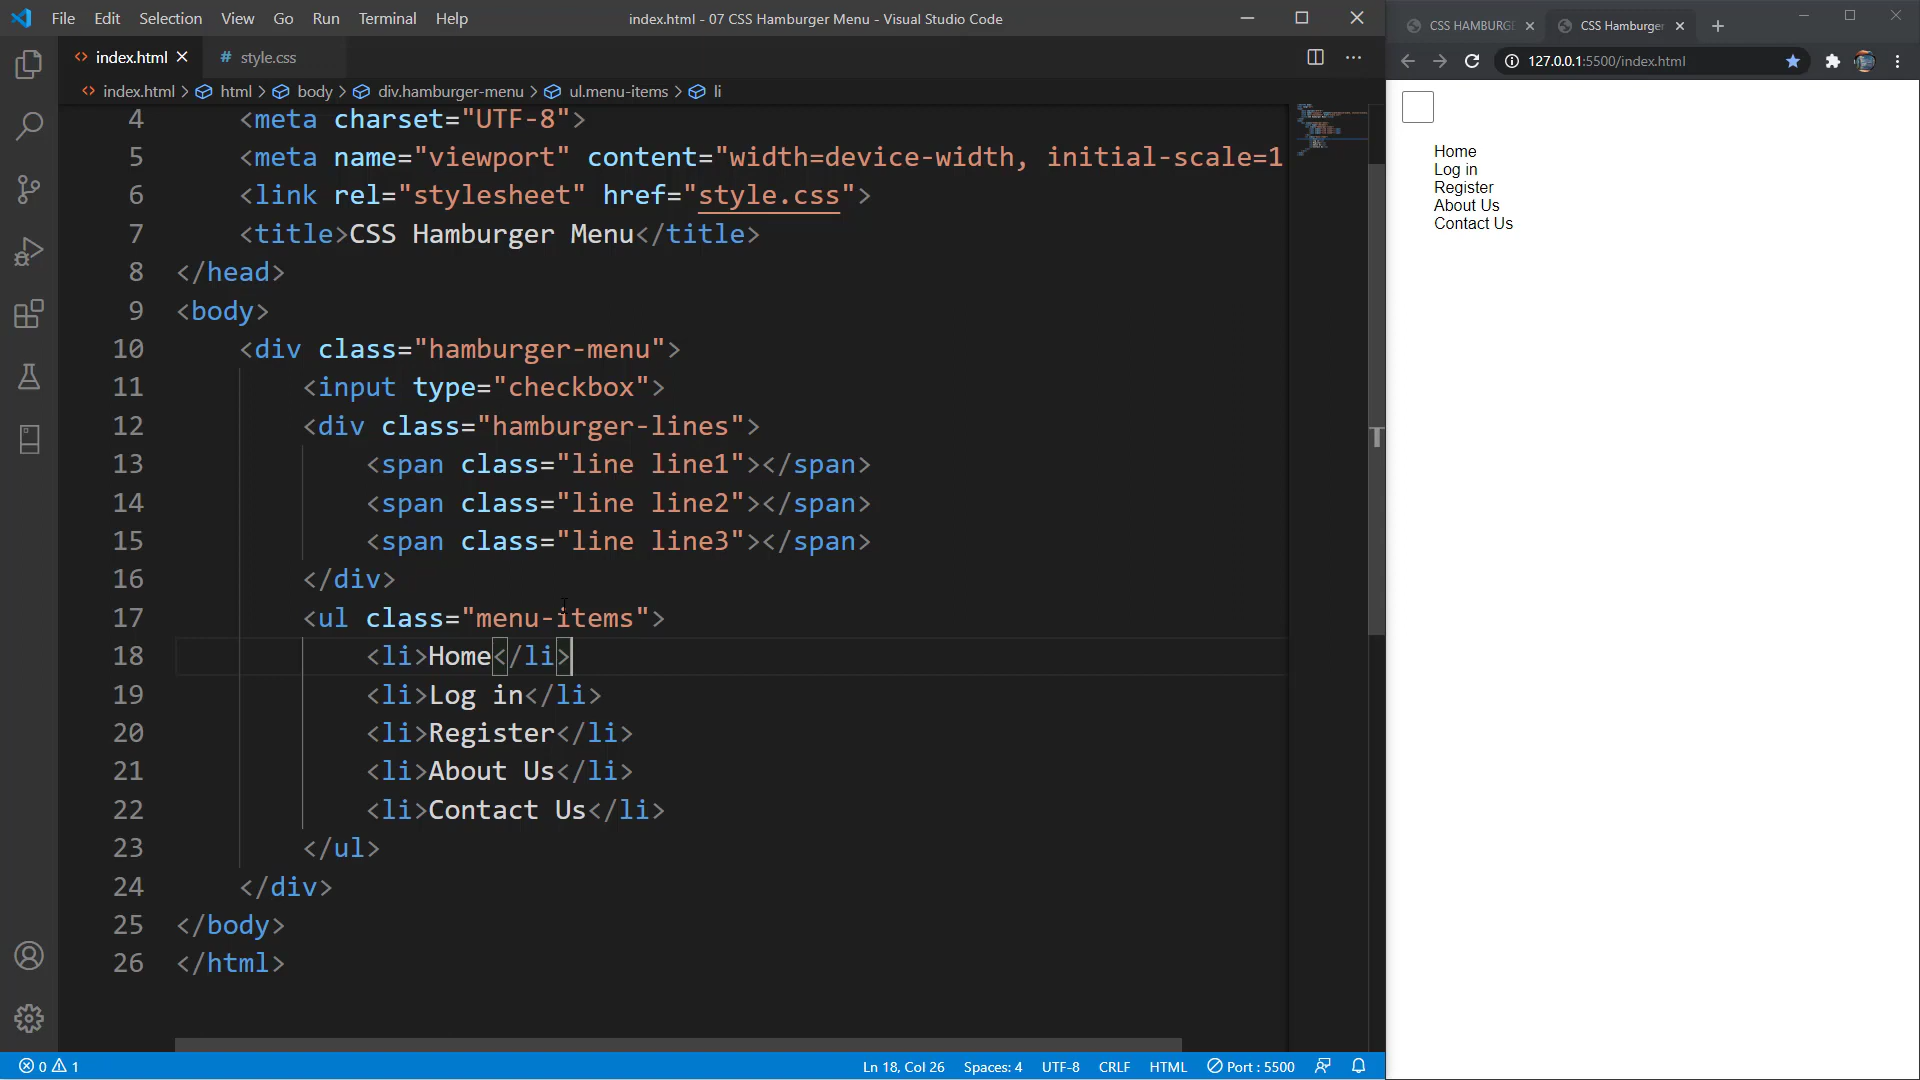 File Edit Selection View Go Run Terminal Help
index.html - 07 CSS Hamburger Menu - Visual Studio Code
index.html
# style.css
index.html > html > body > div.hamburger-menu > ul.menu-items > li
4 <meta charset="UTF-8">
5 <meta name="viewport" content="width=device-width, initial-scale=1
6 <link rel="stylesheet" href="style.css">
7 <title>CSS Hamburger Menu</title>
8 </head>
9 <body>
10 <div class="hamburger-menu">
11 <input type="checkbox">
12 <div class="hamburger-lines">
13 <span class="line line1"></span>
14 <span class="line line2"></span>
15 <span class="line line3"></span>
16 </div>
17 <ul class="menu-items">
18 <li>Home</li>
19 <li>Log in</li>
20 <li>Register</li>
21 <li>About Us</li>
22 <li>Contact Us</li>
23 </ul>
24 </div>
25 </body>
26 </html>
0 1
Ln 18, Col 26 Spaces: 4 UTF-8 CRLF HTML Port : 5500
CSS HAMBURG
CSS Hamburger
127.0.0.1:5500/index.html
Home
Log in
Register
About Us
Contact Us